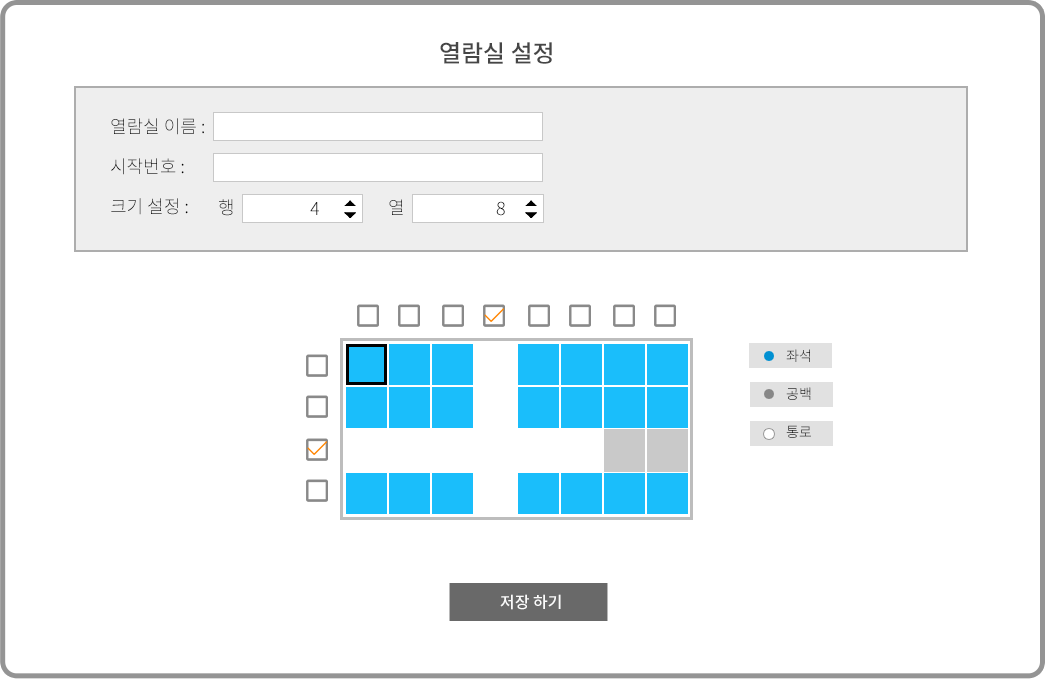 열람실 설정
열람실 이름 :
시작번호 :
크기 설정 : 행 4 열 8
좌석
공백
통로
저장 하기